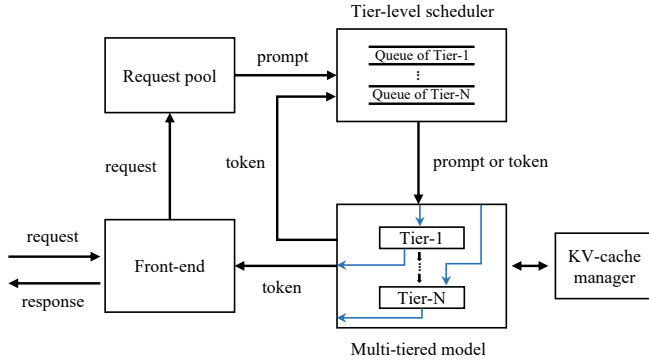 Tier-level scheduler
Request pool
prompt
Queue of Tier-1
Queue of Tier-N
request
token
prompt or token
request
response
Front-end
token
Tier-1
Tier-N
KV-cache
manager
Multi-tiered model